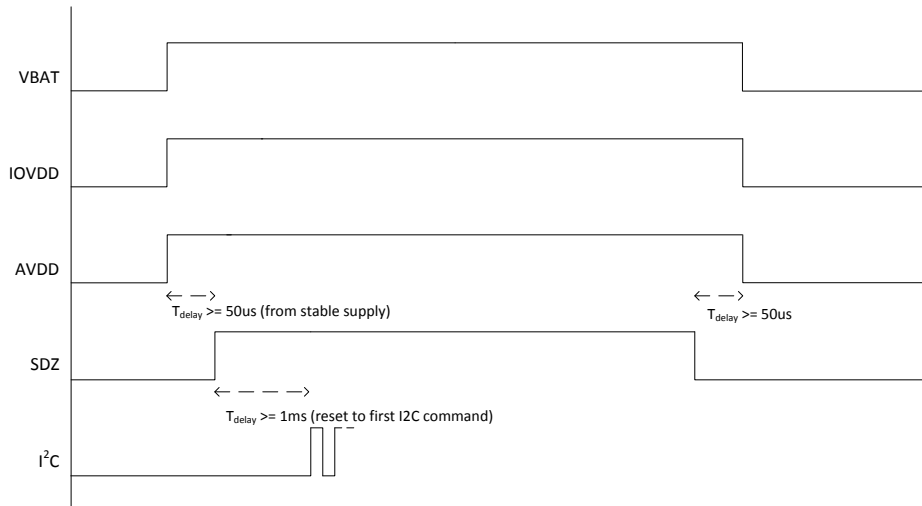 VBAT
IOVDD
AVDD
Tdelay >= 50us (from stable supply)
Tdelay >= 50us
SDZ
Tdelay >= 1ms (reset to first I2C command)
I²C